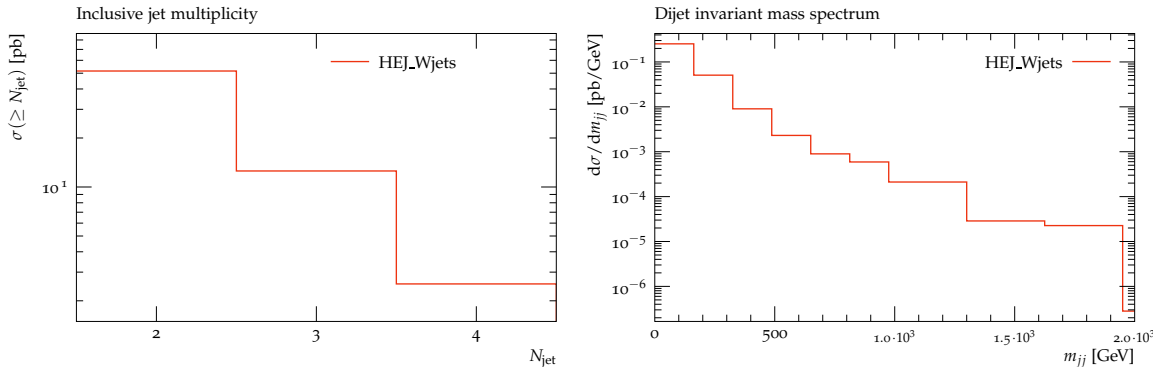 Inclusive jet multiplicity
σ(≥ N_jet) [pb]
HEJ_Wjets
10^1
2 3 4
N_jet
Dijet invariant mass spectrum
dσ/dm_jj [pb/GeV]
HEJ_Wjets
10^−1
10^−2
10^−3
10^−4
10^−5
10^−6
0 500 1.0·10^3 1.5·10^3 2.0·10^3
m_jj [GeV]